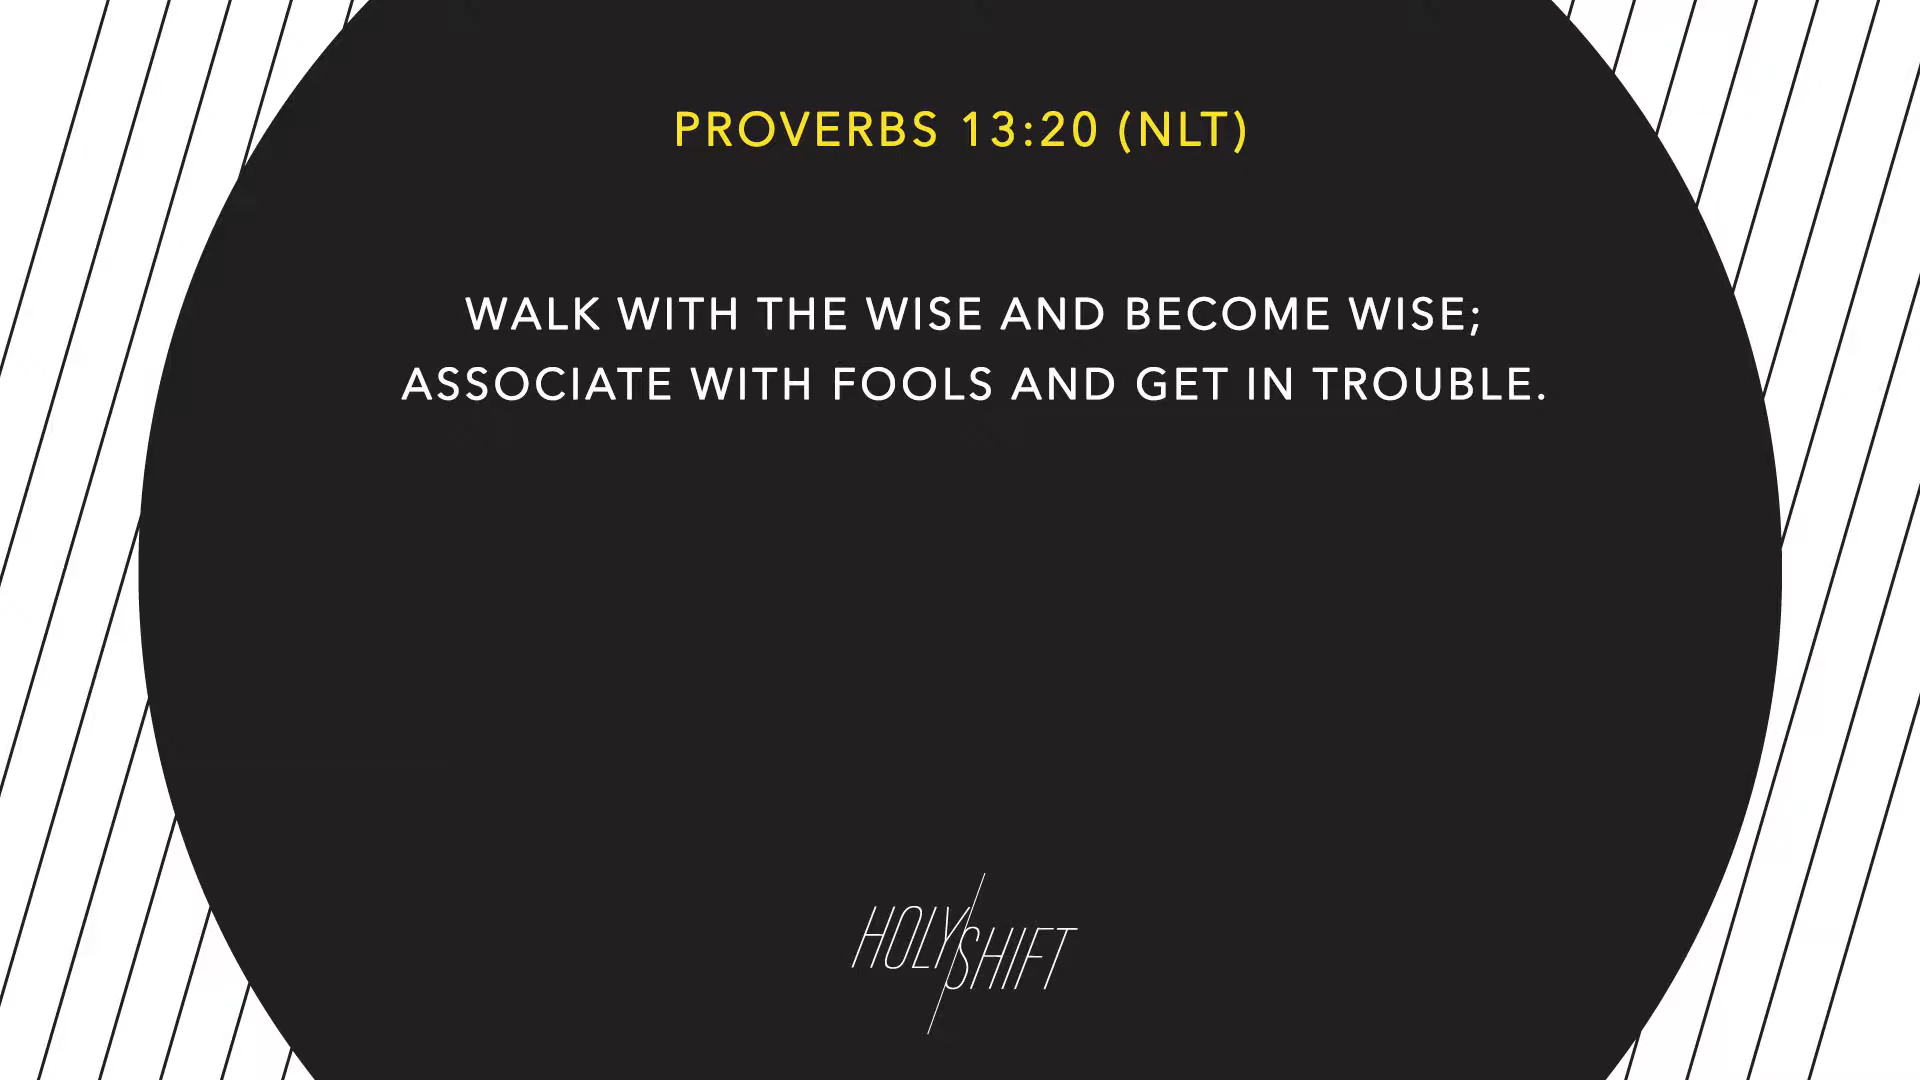 PROVERBS 13:20 (NLT)
WALK WITH THE WISE AND BECOME WISE;
ASSOCIATE WITH FOOLS AND GET IN TROUBLE.
HOLY/SHIFT